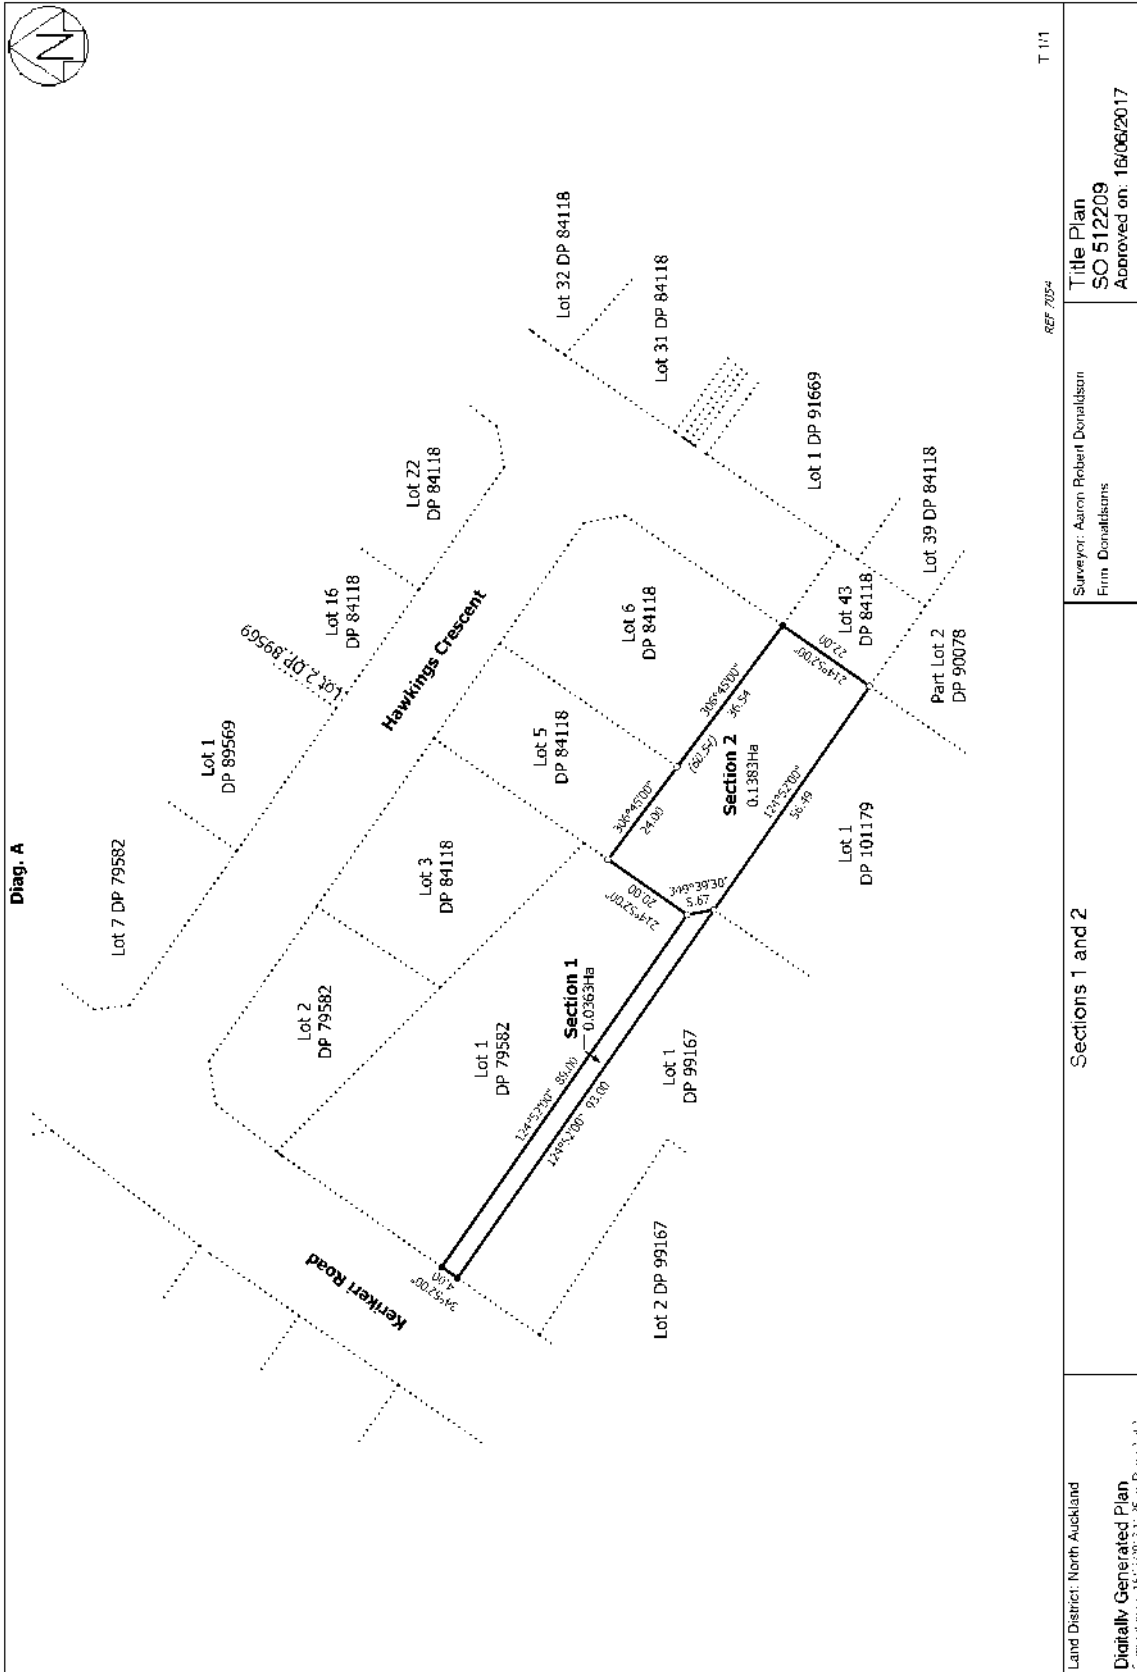 Diag. A
N
Lot 7 DP 79582
Lot 1
DP 89569
Lot 2 DP 89569
Lot 16
DP 84118
Lot 22
DP 84118
Hawkings Crescent
Kerikeri Road
Lot 2
DP 79582
Lot 3
DP 84118
Lot 5
DP 84118
Lot 6
DP 84118
Lot 32 DP 84118
Lot 31 DP 84118
Lot 1 DP 91669
Lot 39 DP 84118
Lot 43
DP 84118
Part Lot 2
DP 90078
Lot 1
DP 79582
Section 1
0.0363Ha
Section 2
0.1383Ha
Lot 1
DP 99167
Lot 2 DP 99167
Lot 1
DP 101179
34°52'00"
4.00
124°52'00" 89.00
124°52'00" 93.00
214°52'00"
20.00
5.67
306°45'00"
24.00
(60.54)
306°45'00"
36.54
214°52'00"
22.00
124°52'00"
56.49
REF 7054
T 1/1
Land District: North Auckland
Digitally Generated Plan
Sections 1 and 2
Surveyor: Aaron Robert Donaldson
Firm: Donaldsons
Title Plan
SO 512209
Approved on: 16/06/2017